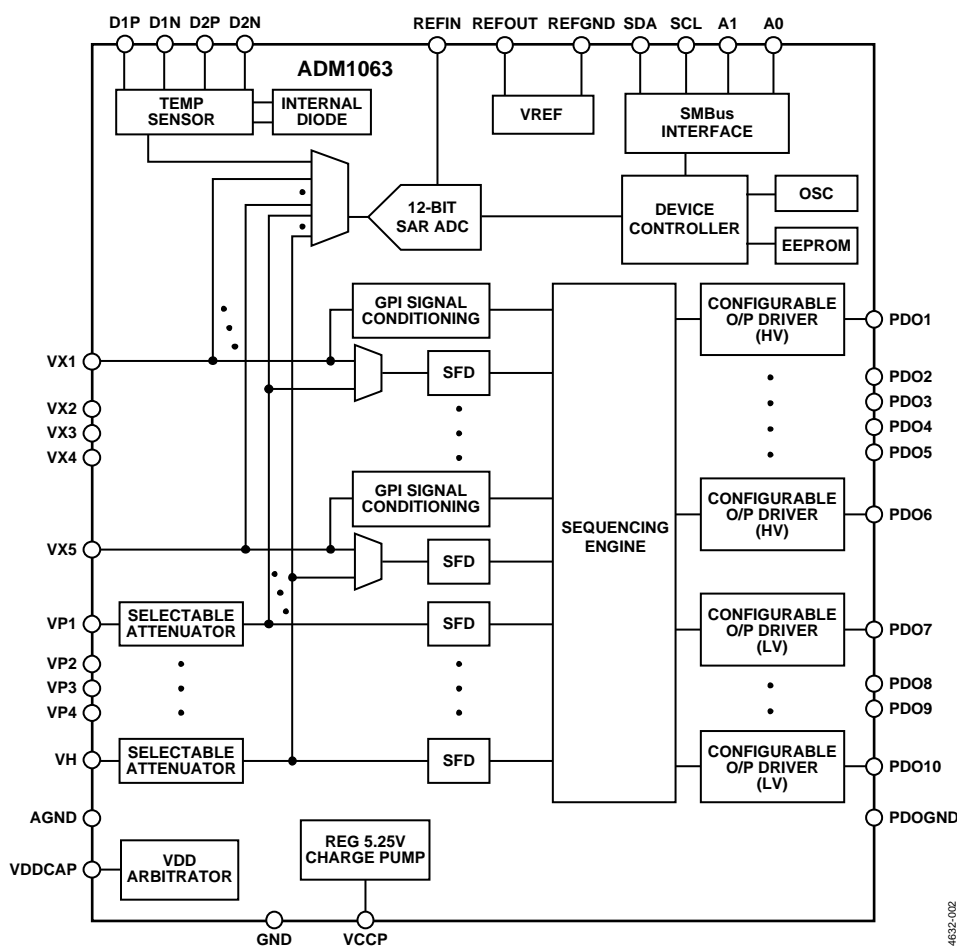 D1P D1N D2P D2N REFIN REFOUT REFGND SDA SCL A1 A0
ADM1063
TEMP
SENSOR
INTERNAL
DIODE
VREF
SMBus
INTERFACE
12-BIT
SAR ADC
DEVICE
CONTROLLER
OSC
EEPROM
GPI SIGNAL
CONDITIONING
CONFIGURABLE
O/P DRIVER
(HV)
PDO1
VX1
SFD
PDO2
VX2
PDO3
VX3
PDO4
VX4
PDO5
GPI SIGNAL
CONDITIONING
CONFIGURABLE
O/P DRIVER
(HV)
PDO6
SEQUENCING
ENGINE
VX5
SFD
VP1
SELECTABLE
ATTENUATOR
SFD
CONFIGURABLE
O/P DRIVER
(LV)
PDO7
VP2
VP3
PDO8
VP4
PDO9
VH
SELECTABLE
ATTENUATOR
SFD
CONFIGURABLE
O/P DRIVER
(LV)
PDO10
AGND
PDOGND
REG 5.25V
CHARGE PUMP
VDDCAP
VDD
ARBITRATOR
GND
VCCP
4632-002